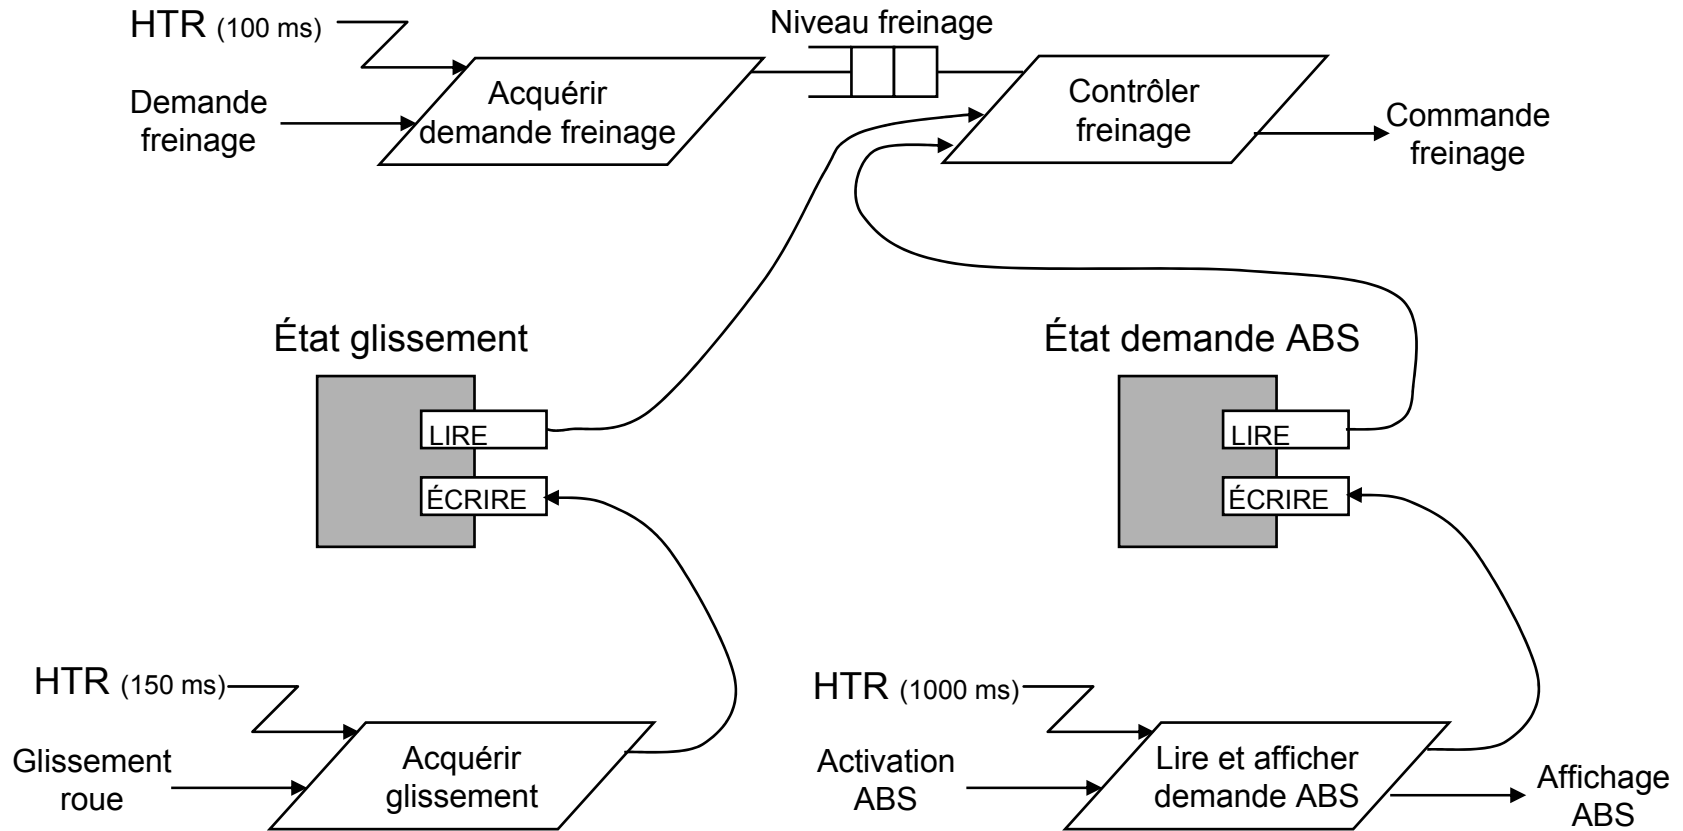 HTR (100 ms)
Niveau freinage
Demande
freinage
Acquérir
demande freinage
Contrôler
freinage
Commande
freinage
État glissement
LIRE
ÉCRIRE
État demande ABS
LIRE
ÉCRIRE
HTR (150 ms)
Glissement
roue
Acquérir
glissement
HTR (1000 ms)
Activation
ABS
Lire et afficher
demande ABS
Affichage
ABS